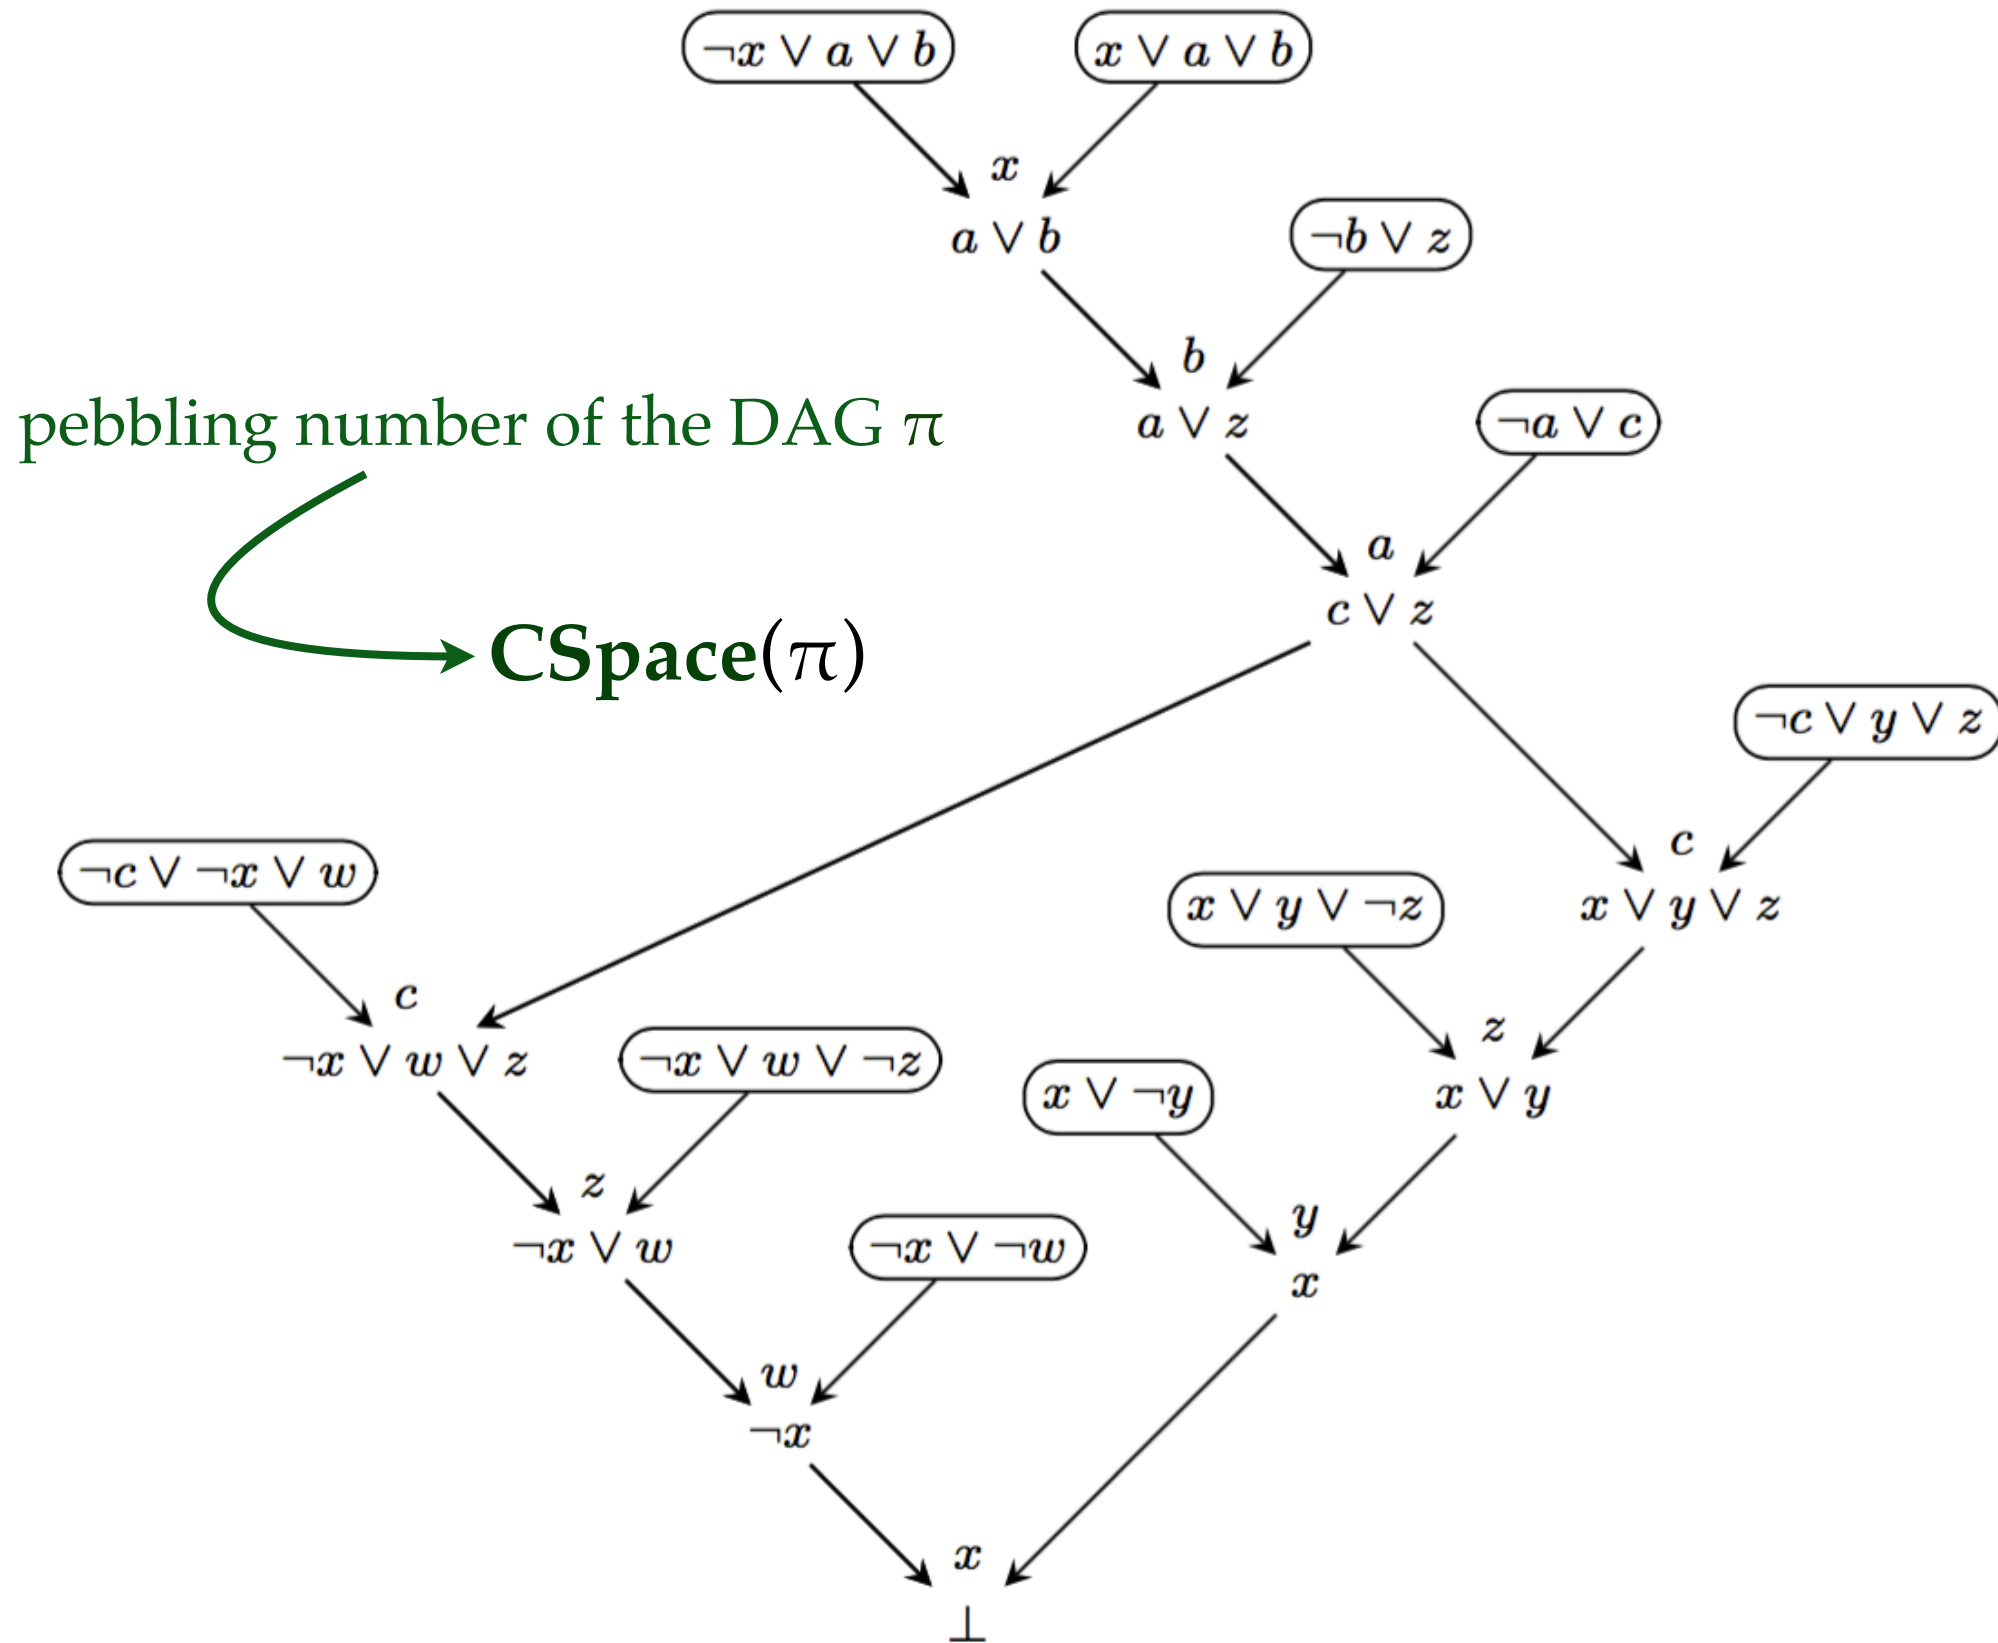 ¬x ∨ a ∨ b
x ∨ a ∨ b
x
a ∨ b
¬b ∨ z
b
a ∨ z
¬a ∨ c
pebbling number of the DAG π
a
c ∨ z
CSpace(π)
¬c ∨ y ∨ z
c
x ∨ y ∨ z
¬c ∨ ¬x ∨ w
x ∨ y ∨ ¬z
c
¬x ∨ w ∨ z
¬x ∨ w ∨ ¬z
z
x ∨ y
x ∨ ¬y
z
¬x ∨ w
¬x ∨ ¬w
y
x
w
¬x
x
⊥